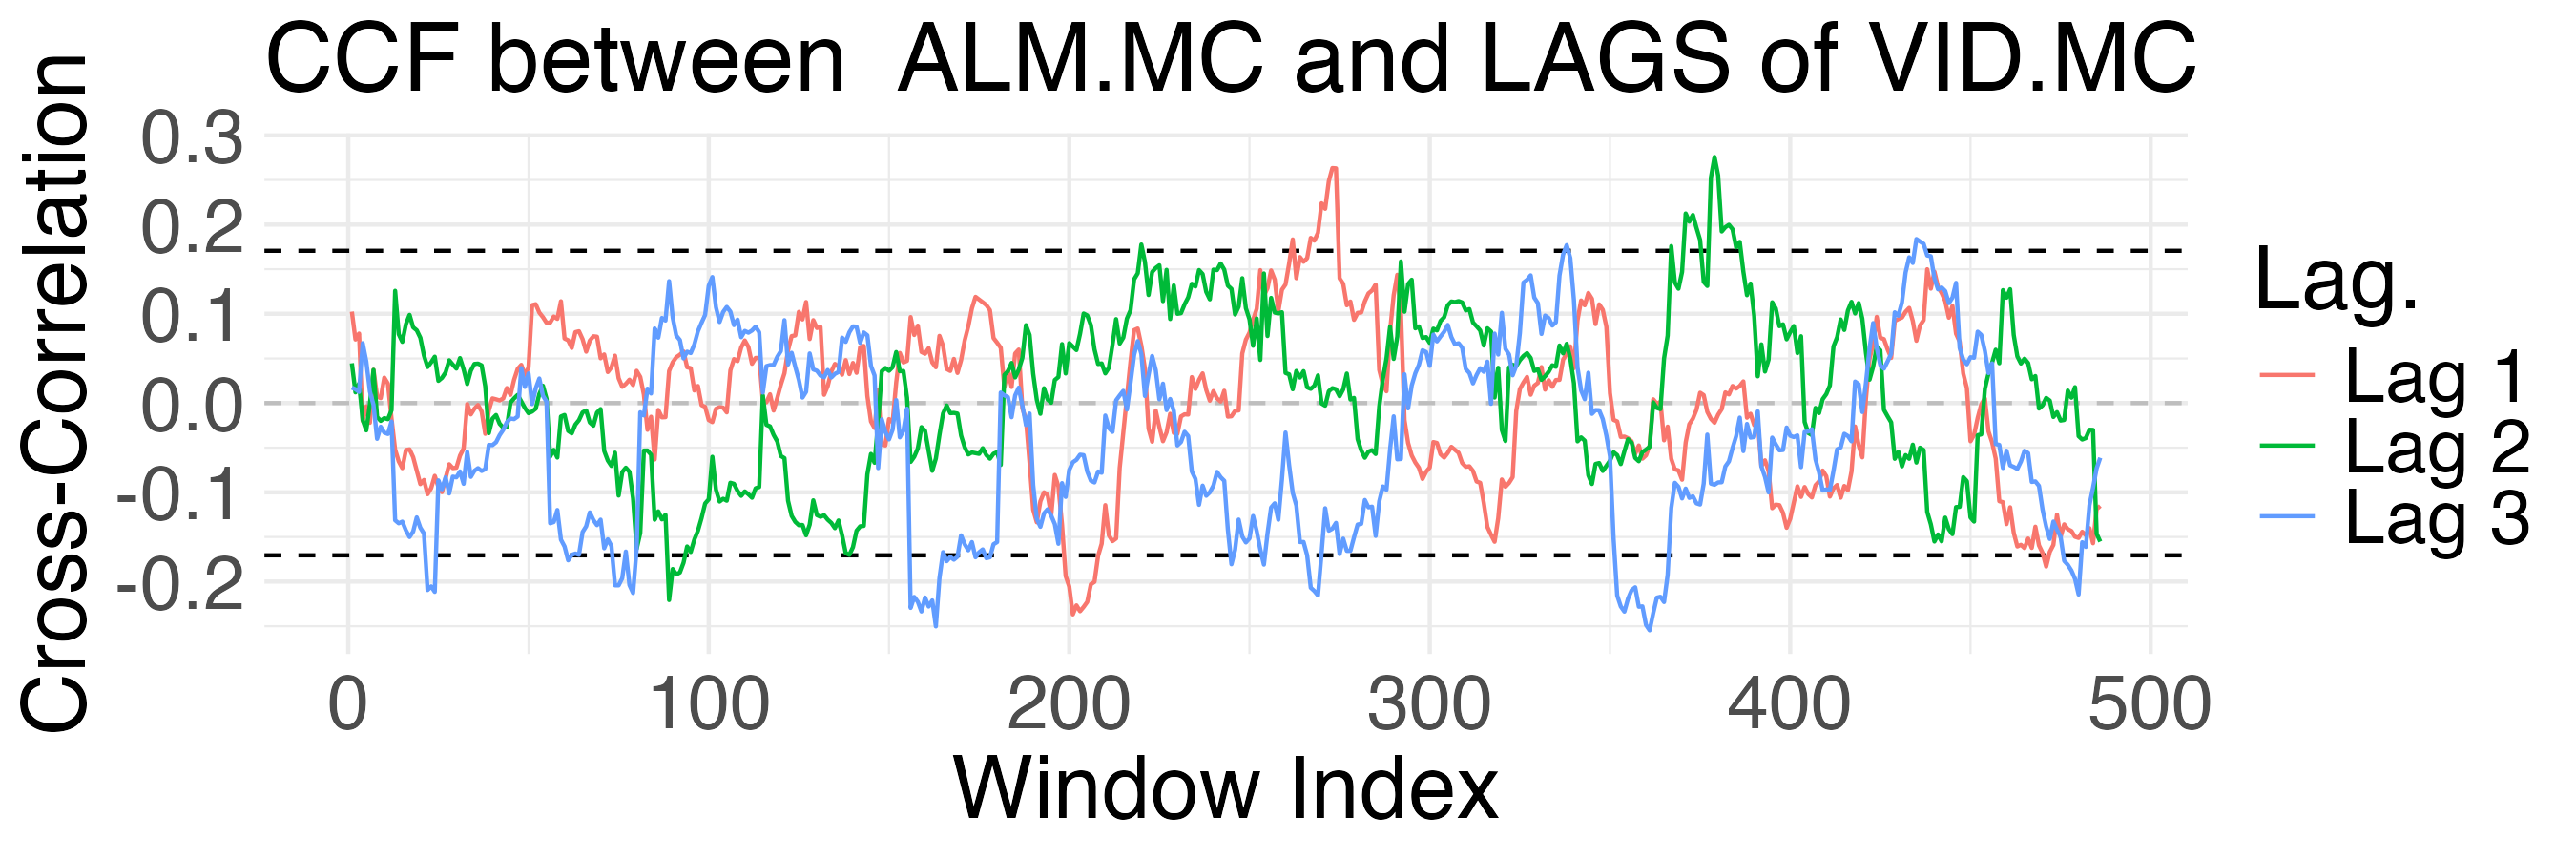 CCF between  ALM.MC and LAGS of VID.MC
Cross-Correlation
0.3
0.2
0.1
0.0
-0.1
-0.2
0 100 200 300 400 500
Window Index
Lag.
Lag 1
Lag 2
Lag 3